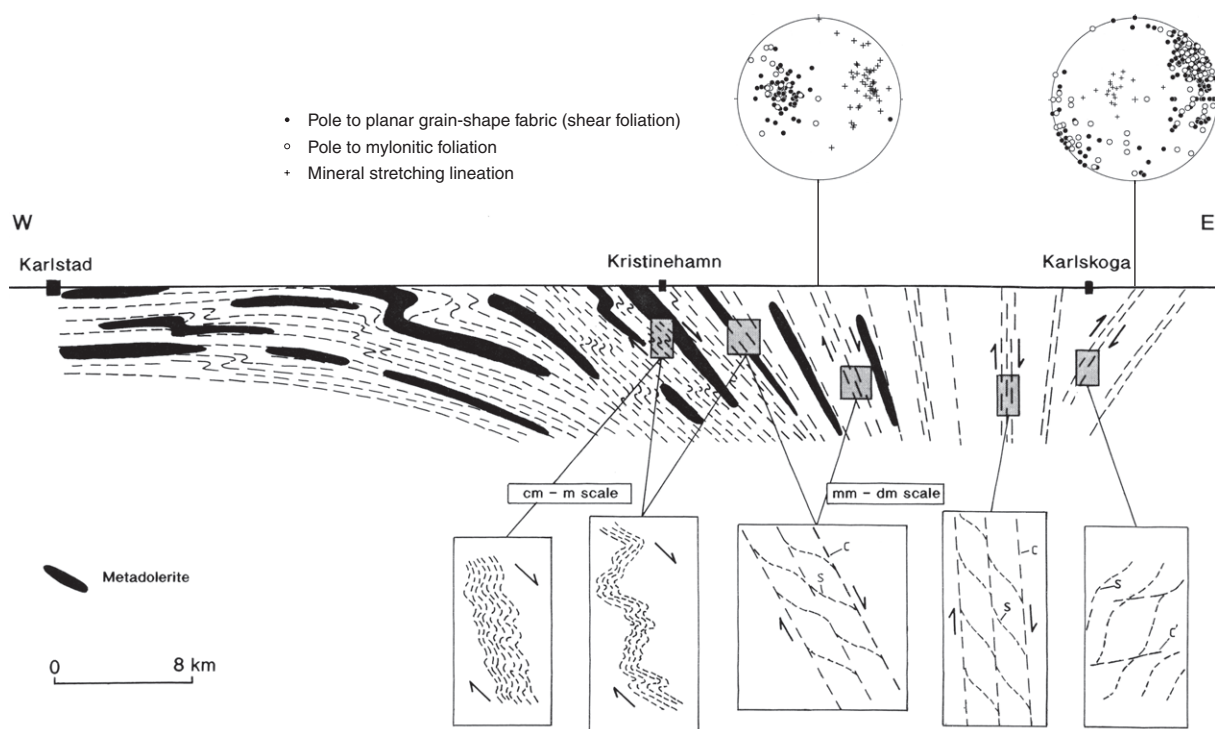 Pole to planar grain-shape fabric (shear foliation)
Pole to mylonitic foliation
Mineral stretching lineation
W
E
Karlstad
Kristinehamn
Karlskoga
cm – m scale
mm – dm scale
C
S
C
S
S
C'
Metadolerite
0 8 km